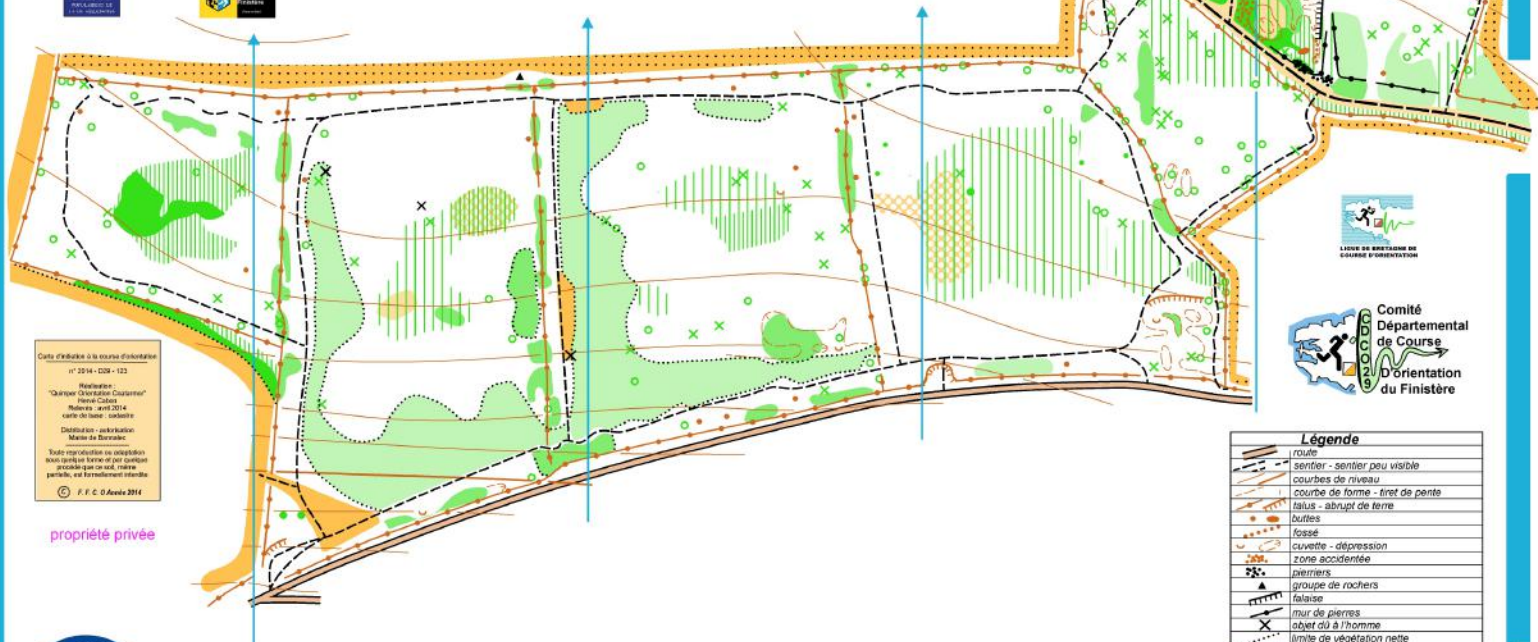 Finistère
LIGUE DE BRETAGNE DE
COURSE D'ORIENTATION
Comité
Départemental
de Course
D'orientation
du Finistère
CDCO29
Carte d'initiation à la course d'orientation
n° 2014 - D29 - 123
Réalisation :
"Quimper Orientation Coutarmor"
Hervé Cabon
Relevés : avril 2014
carte de base : cadastre
Distribution - autorisation
Mairie de Bannalec
Toute reproduction ou adaptation
sous quelque forme et par quelque
procédé que ce soit, même
partielle, est formellement interdite
© F. F. C. O Année 2014
propriété privée
Légende
route
sentier - sentier peu visible
courbes de niveau
courbe de forme - tiret de pente
talus - abrupt de terre
buttes
fossé
cuvette - dépression
zone accidentée
pierriers
groupe de rochers
falaise
mur de pierres
objet dû à l'homme
limite de végétation nette